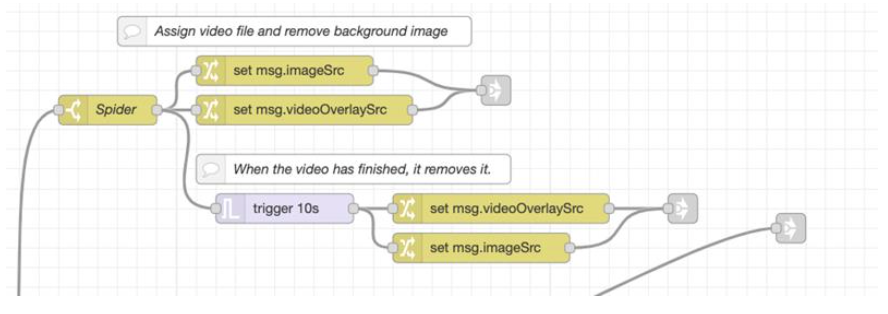 Assign video file and remove background image
set msg.imageSrc
Spider
set msg.videoOverlaySrc
When the video has finished, it removes it.
trigger 10s
set msg.videoOverlaySrc
set msg.imageSrc